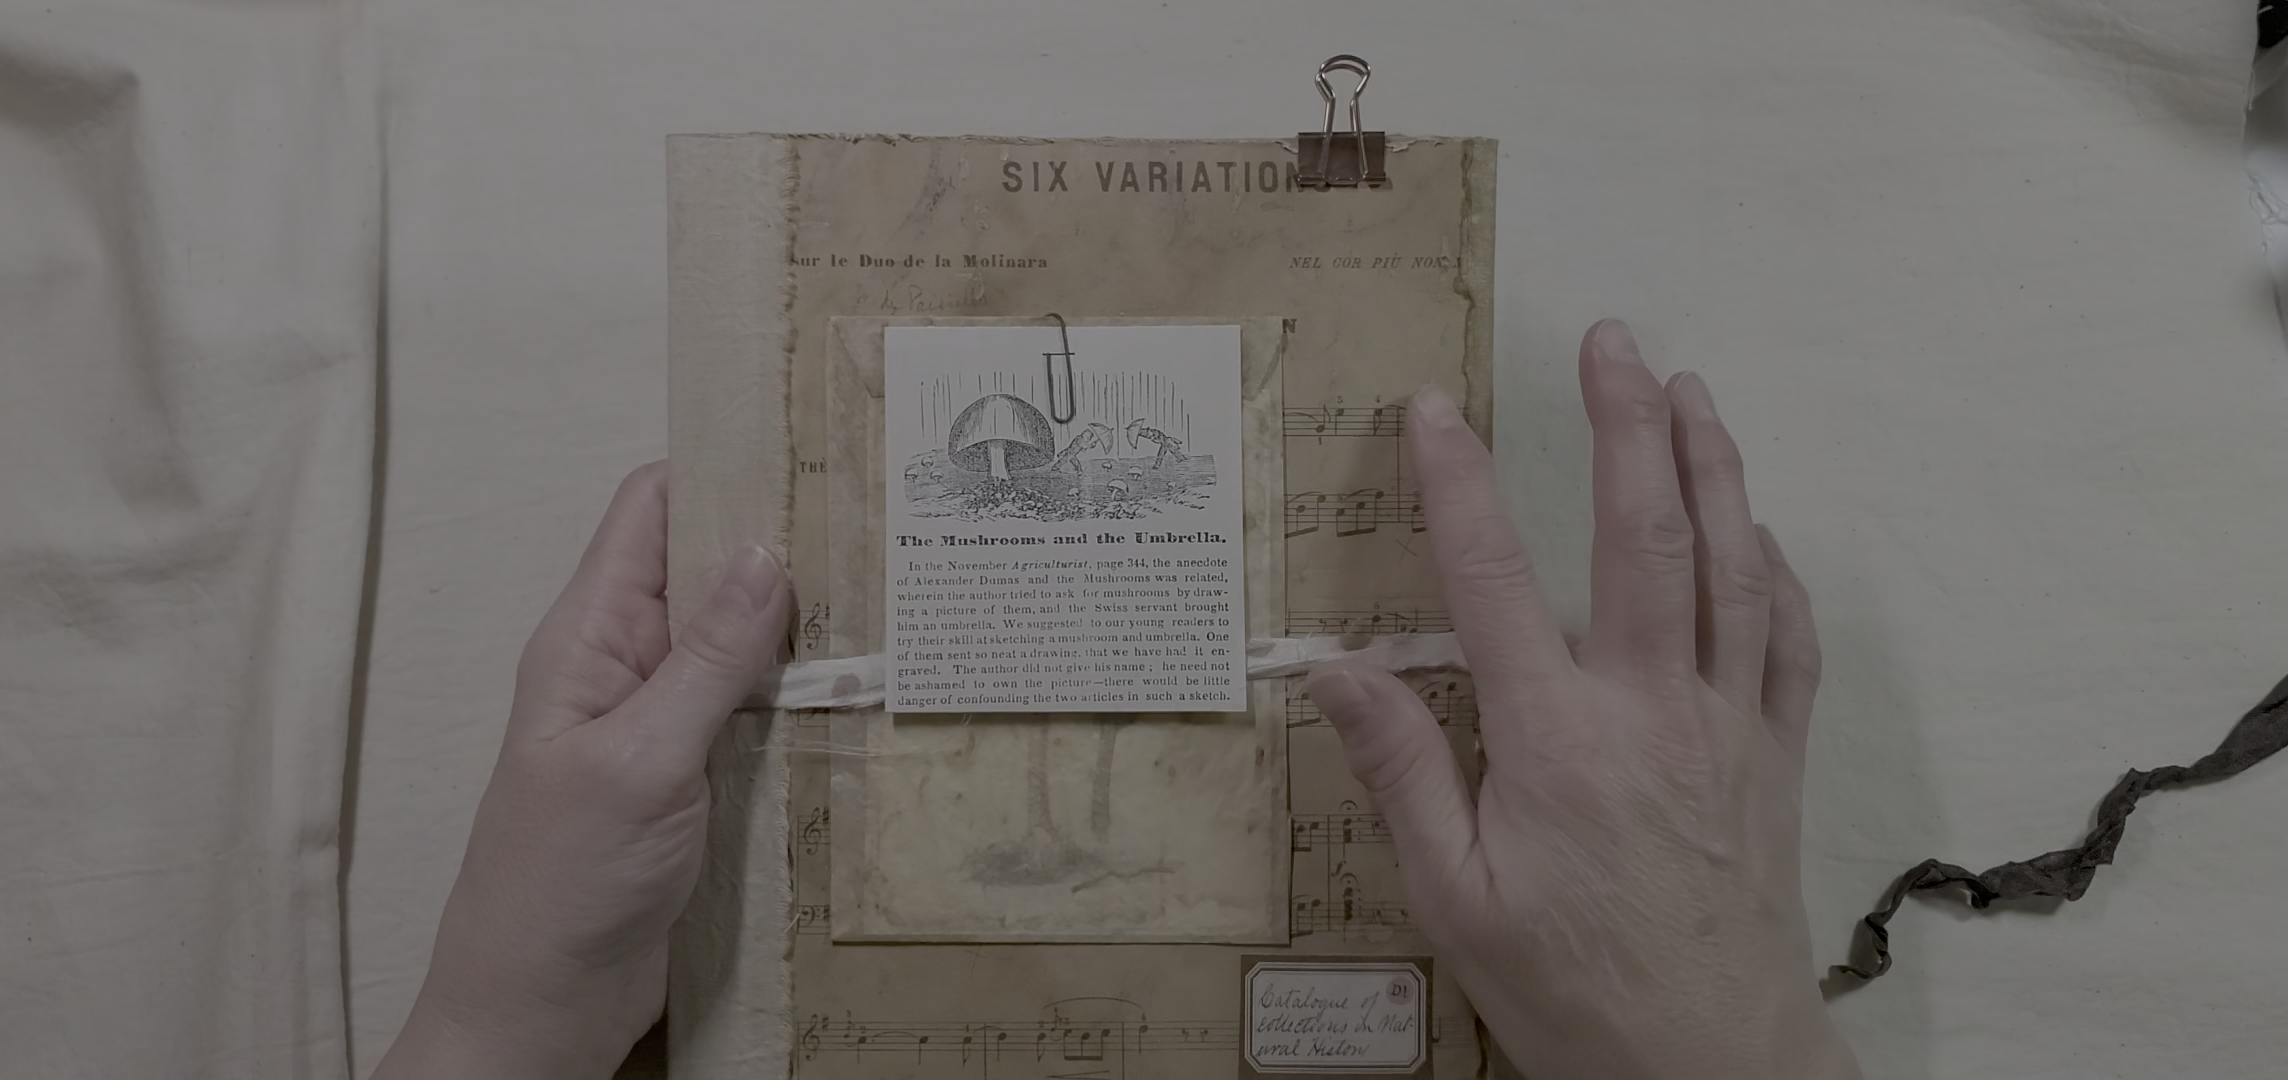 SIX VARIATIONS
sur le Duo de la Molinara
NEL COR PIÙ NON
de Paisiello
N
THÈ
The Mushrooms and the Umbrella.
In the November Agriculturist, page 344, the anecdote
of Alexander Dumas and the Mushrooms was related,
wherein the author tried to ask for mushrooms by draw-
ing a picture of them, and the Swiss servant brought
him an umbrella. We suggested to our young readers to
try their skill at sketching a mushroom and umbrella. One
of them sent so neat a drawing, that we have had it en-
graved. The author did not give his name; he need not
be ashamed to own the picture—there would be little
danger of confounding the two articles in such a sketch.
D1
Catalogue of
collections in Nat-
ural History